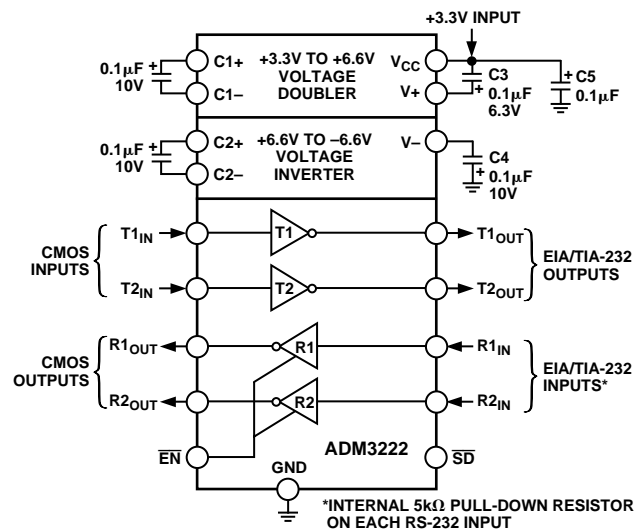 +3.3V INPUT
C1+
+3.3V TO +6.6V
VOLTAGE
DOUBLER
VCC
C3
0.1µF
6.3V
+
C5
0.1µF
+
0.1µF
10V
+
C1–
V+
C2+
+6.6V TO –6.6V
VOLTAGE
INVERTER
V–
0.1µF
10V
+
C2–
C4
0.1µF
10V
+
CMOS
INPUTS
T1IN
T1
T1OUT
EIA/TIA-232
OUTPUTS
T2IN
T2
T2OUT
CMOS
OUTPUTS
R1OUT
R1
R1IN
EIA/TIA-232
INPUTS*
R2OUT
R2
R2IN
EN
ADM3222
SD
GND
*INTERNAL 5kΩ PULL-DOWN RESISTOR
ON EACH RS-232 INPUT